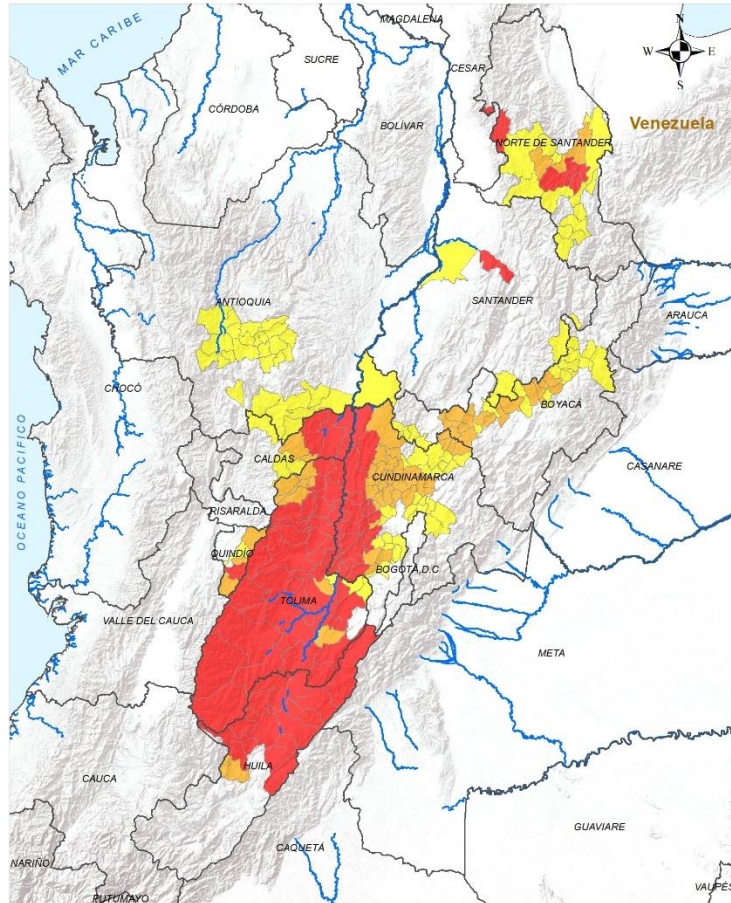 MAGDALENA
MAR CARIBE
SUCRE
CESAR
N
W E
S
CÓRDOBA
BOLÍVAR
Venezuela
NORTE DE SANTANDER
ANTIOQUIA
SANTANDER
ARAUCA
CHOCÓ
BOYACÁ
OCEANO PACIFICO
CALDAS
CUNDINAMARCA
CASANARE
RISARALDA
QUINDÍO
BOGOTÁ,D.C
TOLIMA
VALLE DEL CAUCA
META
HUILA
CAUCA
GUAVIARE
CAQUETÁ
NARIÑO
PUTUMAYO
VAUPÉS